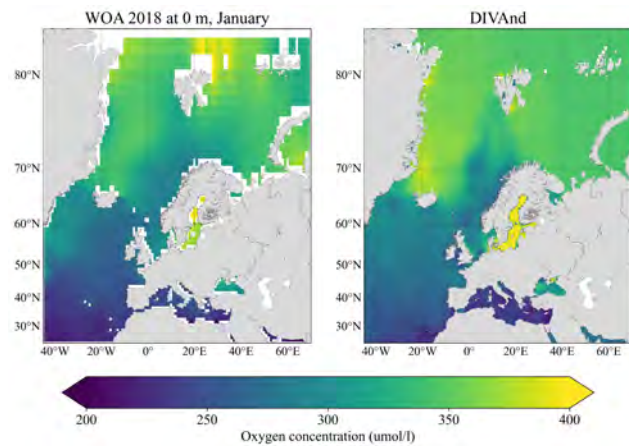 WOA 2018 at 0 m, January
DIVAnd
80°N
80°N
70°N
70°N
60°N
60°N
50°N
50°N
40°N
40°N
30°N
30°N
40°W 20°W 0° 20°E 40°E 60°E
40°W 20°W 0° 20°E 40°E 60°E
200 250 300 350 400
Oxygen concentration (umol/l)